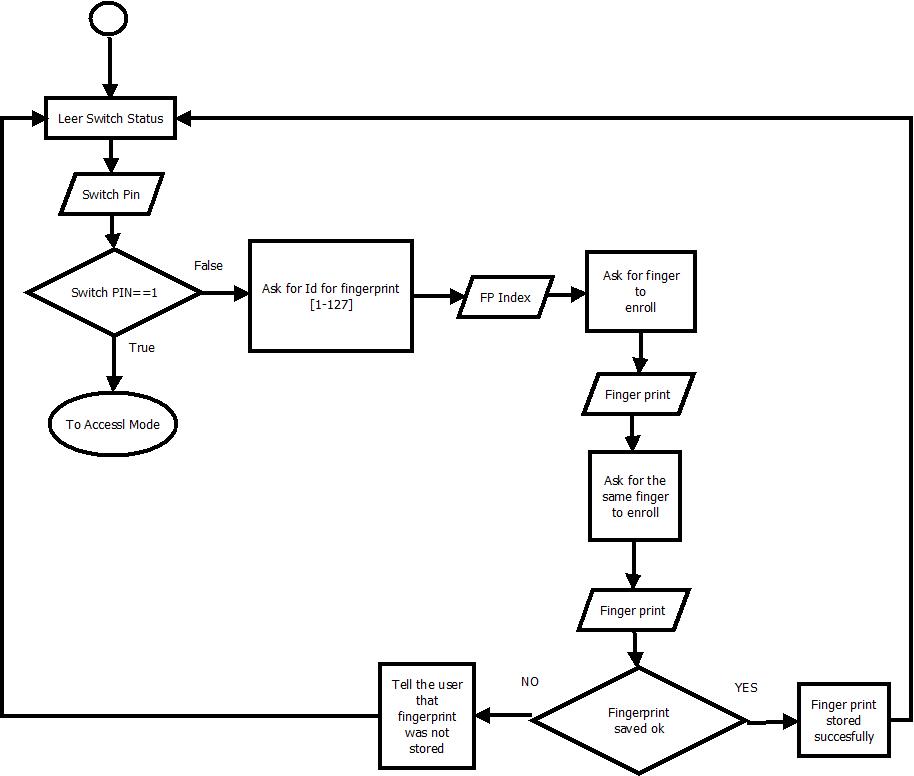 Leer Switch Status
Switch Pin
Switch PIN==1
False
True
To Accessl Mode
Ask for Id for fingerprint
[1-127]
FP Index
Ask for finger
to
enroll
Finger print
Ask for the
same finger
to enroll
Finger print
Fingerprint
saved ok
NO
YES
Tell the user
that
fingerprint
was not
stored
Finger print
stored
succesfully